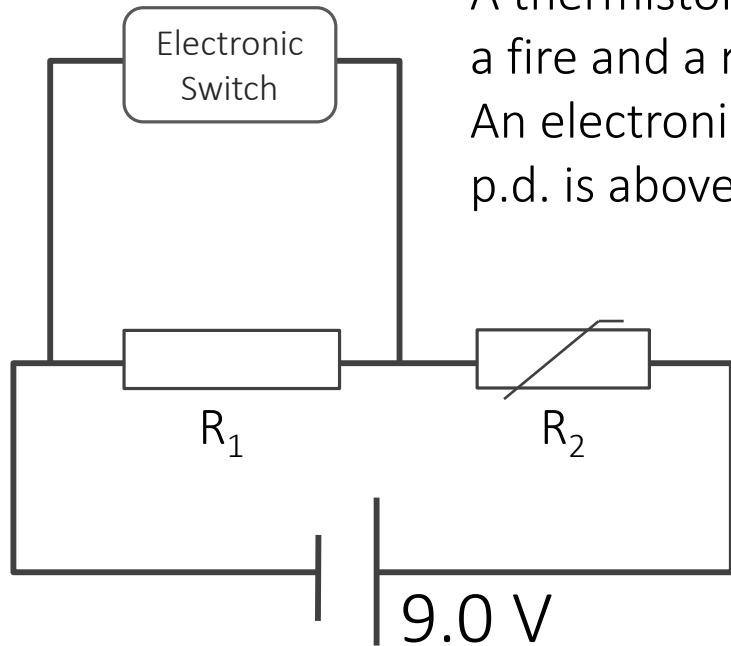 A thermistor
a fire and a r
An electroni
p.d. is above
Electronic
Switch
R₁
R₂
9.0 V